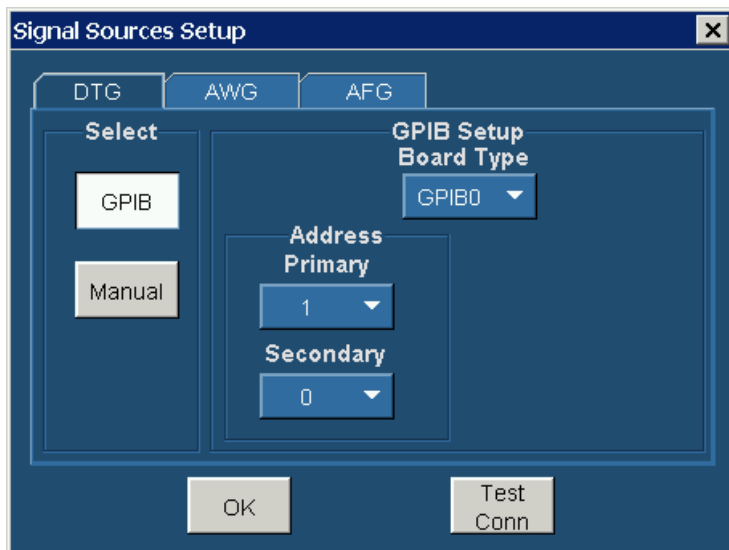 Signal Sources Setup
DTG AWG AFG
Select
GPIB
Manual
GPIB Setup
Board Type
GPIB0
Address
Primary
1
Secondary
0
OK
Test
Conn